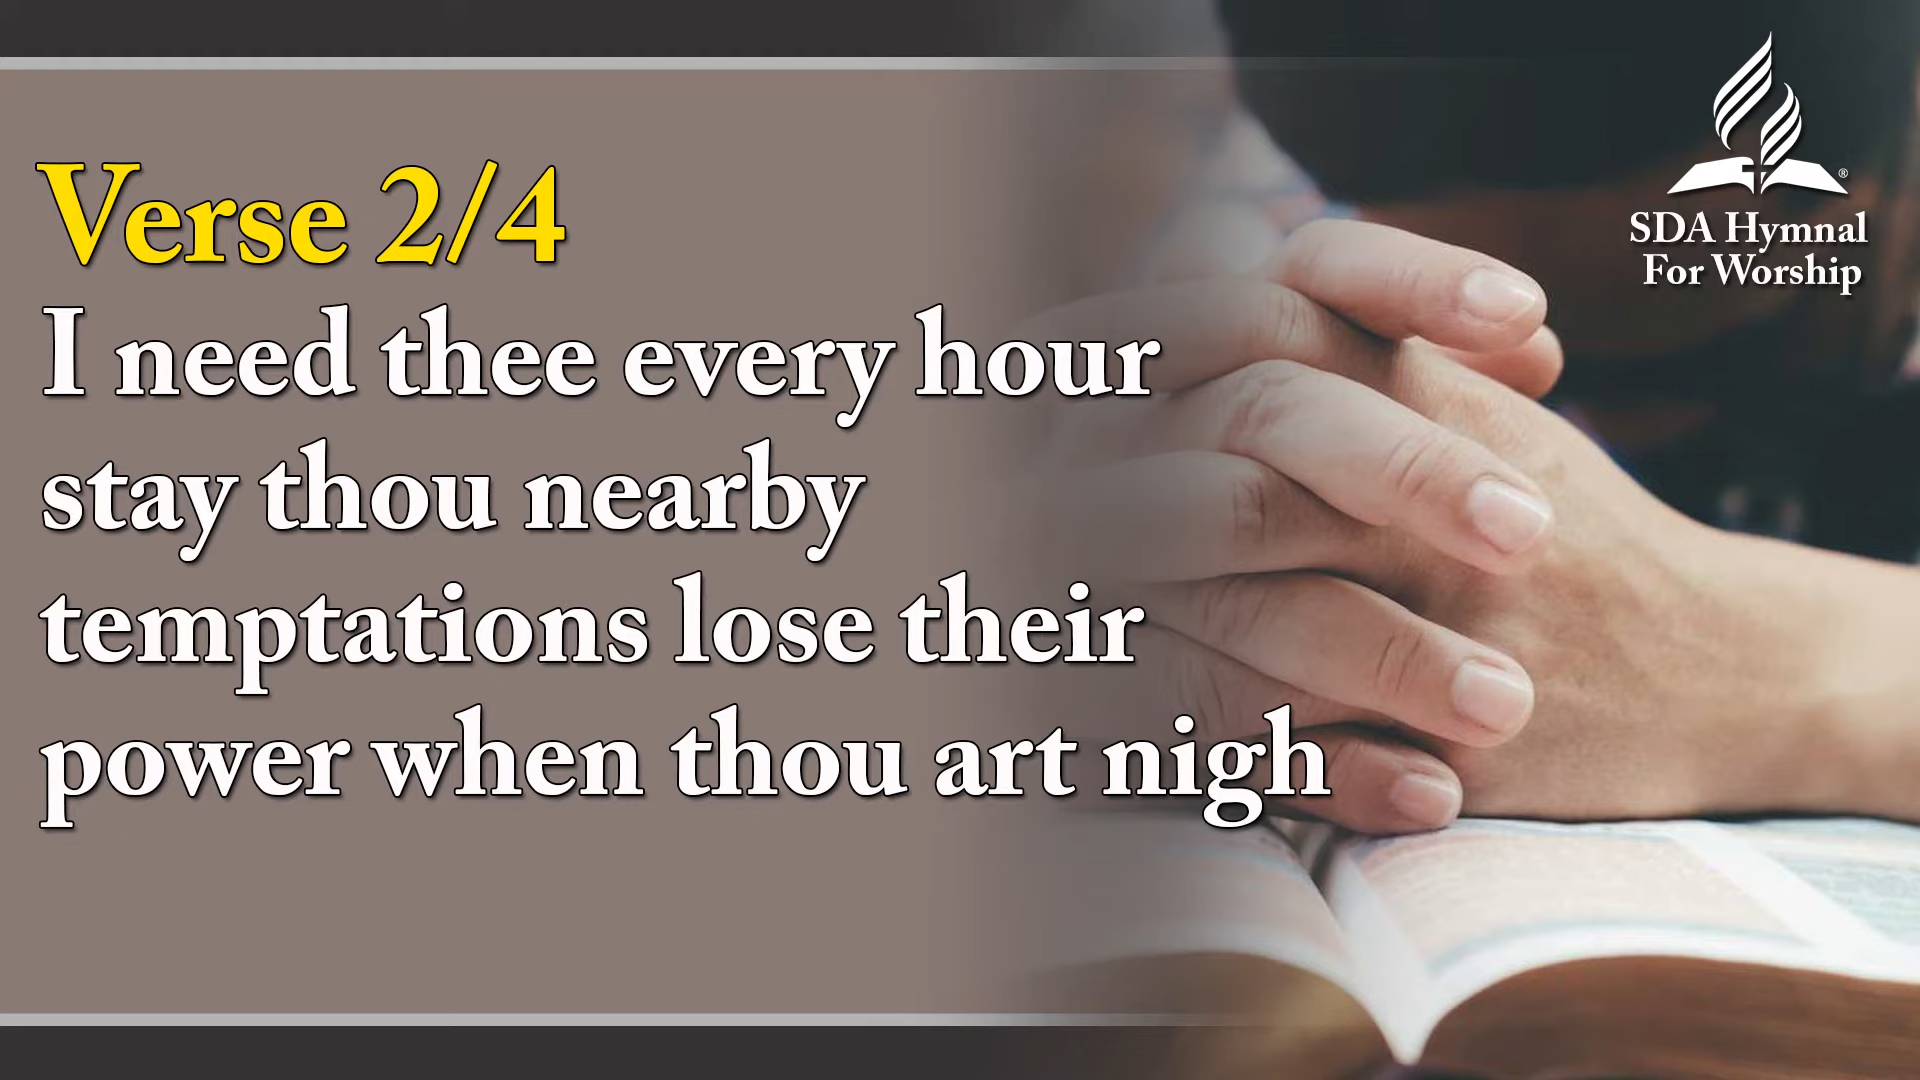 Verse 2/4
I need thee every hour
stay thou nearby
temptations lose their
power when thou art nigh
®
SDA Hymnal
For Worship